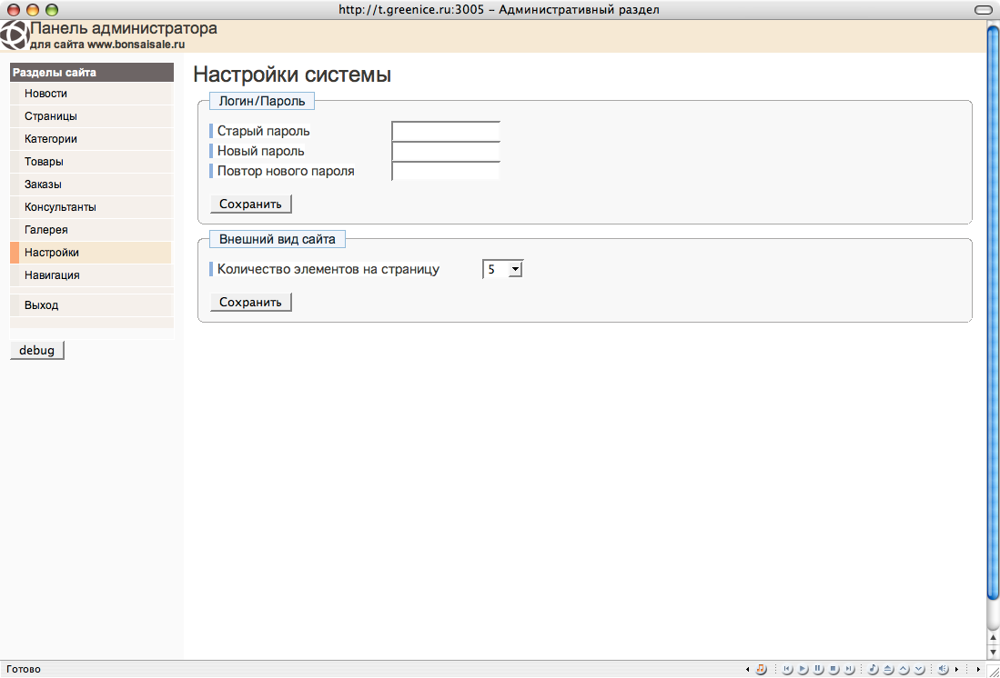 http://t.greenice.ru:3005 – Административный раздел
Панель администратора
для сайта www.bonsaisale.ru
Разделы сайта
Новости
Страницы
Категории
Товары
Заказы
Консультанты
Галерея
Настройки
Навигация
Выход
debug
Настройки системы
Логин/Пароль
Старый пароль
Новый пароль
Повтор нового пароля
Сохранить
Внешний вид сайта
Количество элементов на страницу 5
Сохранить
Готово